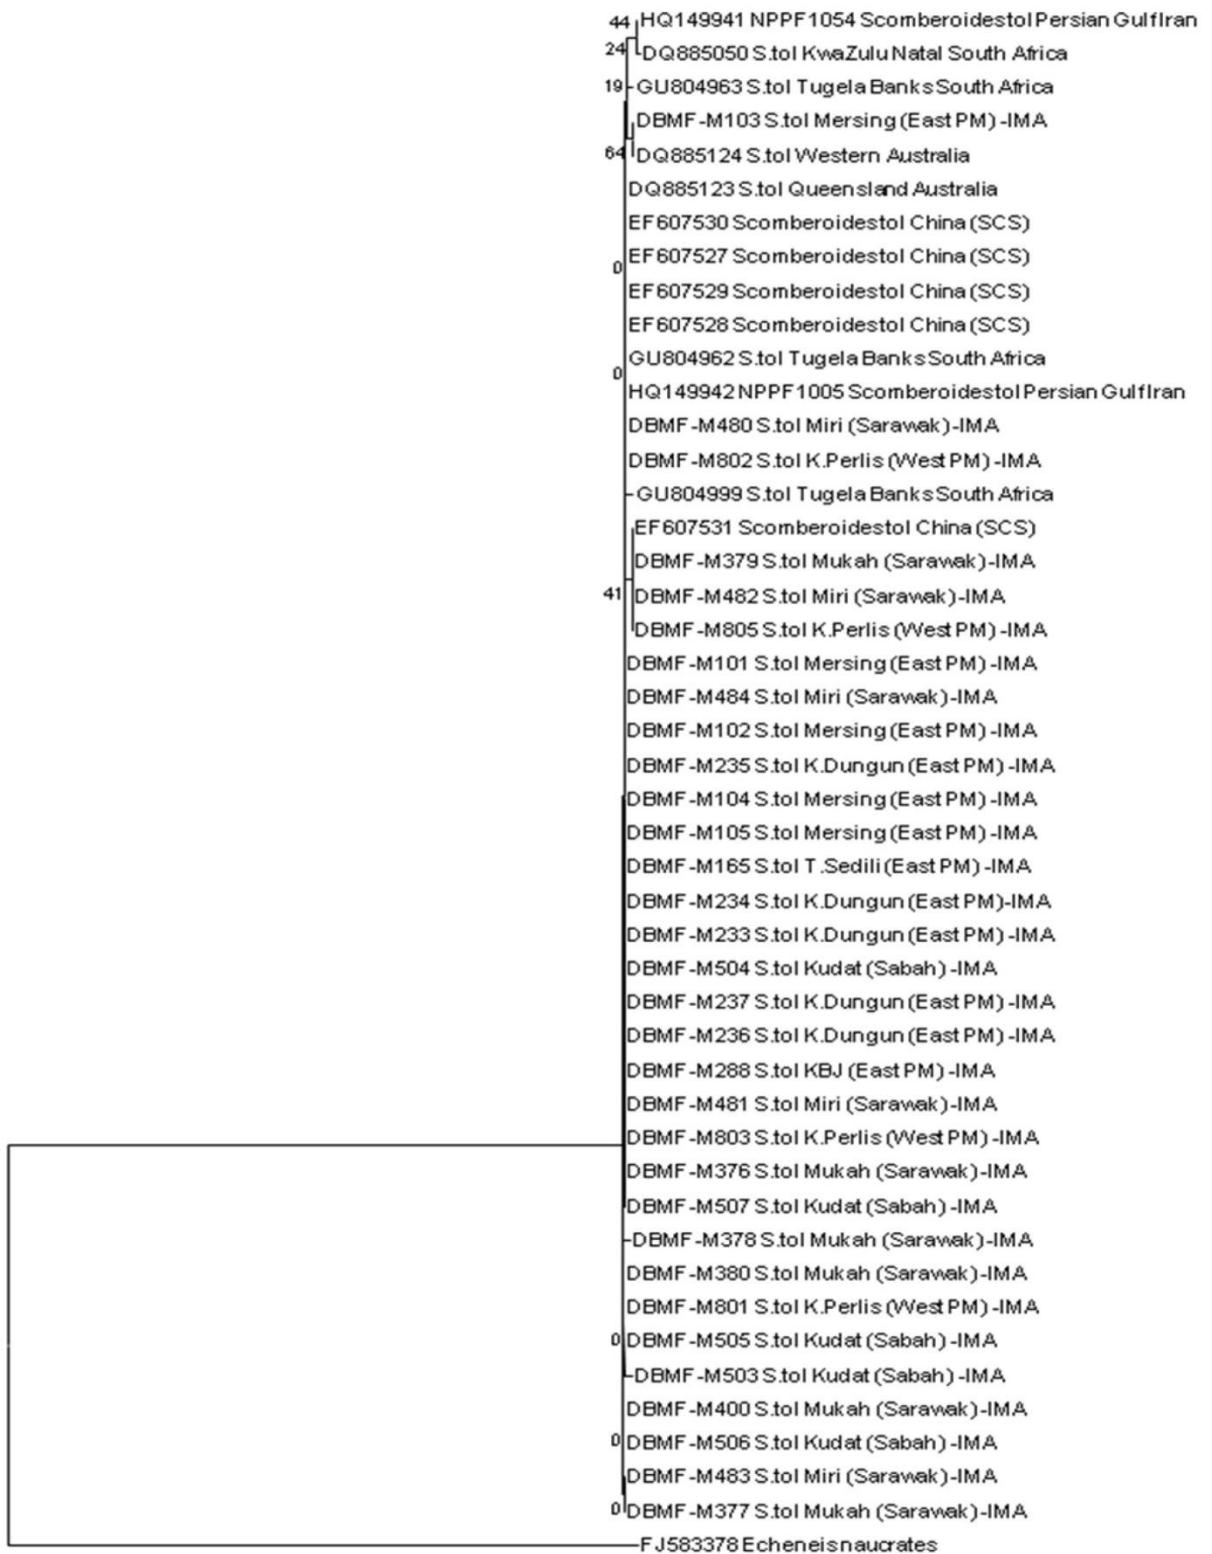 44 HQ149941 NPPF1054 Scomberoidestol Persian GulfIran
24 DQ885050 S.tol KwaZulu Natal South Africa
19 GU804963 S.tol Tugela Banks South Africa
DBMF-M103 S.tol Mersing (East PM) -IMA
64 DQ885124 S.tol Western Australia
DQ885123 S.tol Queensland Australia
EF607530 Scomberoidestol China (SCS)
EF607527 Scomberoidestol China (SCS)
0
EF607529 Scomberoidestol China (SCS)
EF607528 Scomberoidestol China (SCS)
GU804962 S.tol Tugela Banks South Africa
0
HQ149942 NPPF1005 Scomberoidestol Persian GulfIran
DBMF-M480 S.tol Miri (Sarawak)-IMA
DBMF-M802 S.tol K.Perlis (West PM) -IMA
GU804999 S.tol Tugela Banks South Africa
EF607531 Scomberoidestol China (SCS)
DBMF-M379 S.tol Mukah (Sarawak)-IMA
41 DBMF-M482 S.tol Miri (Sarawak)-IMA
DBMF-M805 S.tol K.Perlis (West PM) -IMA
DBMF-M101 S.tol Mersing (East PM) -IMA
DBMF-M484 S.tol Miri (Sarawak)-IMA
DBMF-M102 S.tol Mersing (East PM) -IMA
DBMF-M235 S.tol K.Dungun (East PM) -IMA
DBMF-M104 S.tol Mersing (East PM) -IMA
DBMF-M105 S.tol Mersing (East PM) -IMA
DBMF-M165 S.tol T.Sedili (East PM) -IMA
DBMF-M234 S.tol K.Dungun (East PM)-IMA
DBMF-M233 S.tol K.Dungun (East PM) -IMA
DBMF-M504 S.tol Kudat (Sabah) -IMA
DBMF-M237 S.tol K.Dungun (East PM) -IMA
DBMF-M236 S.tol K.Dungun (East PM) -IMA
DBMF-M288 S.tol KBJ (East PM) -IMA
DBMF-M481 S.tol Miri (Sarawak)-IMA
DBMF-M803 S.tol K.Perlis (West PM) -IMA
DBMF-M376 S.tol Mukah (Sarawak)-IMA
DBMF-M507 S.tol Kudat (Sabah) -IMA
DBMF-M378 S.tol Mukah (Sarawak)-IMA
DBMF-M380 S.tol Mukah (Sarawak)-IMA
DBMF-M801 S.tol K.Perlis (West PM) -IMA
0 DBMF-M505 S.tol Kudat (Sabah) -IMA
DBMF-M503 S.tol Kudat (Sabah) -IMA
DBMF-M400 S.tol Mukah (Sarawak)-IMA
0 DBMF-M506 S.tol Kudat (Sabah) -IMA
DBMF-M483 S.tol Miri (Sarawak)-IMA
0 DBMF-M377 S.tol Mukah (Sarawak)-IMA
FJ583378 Echeneisnaucrates